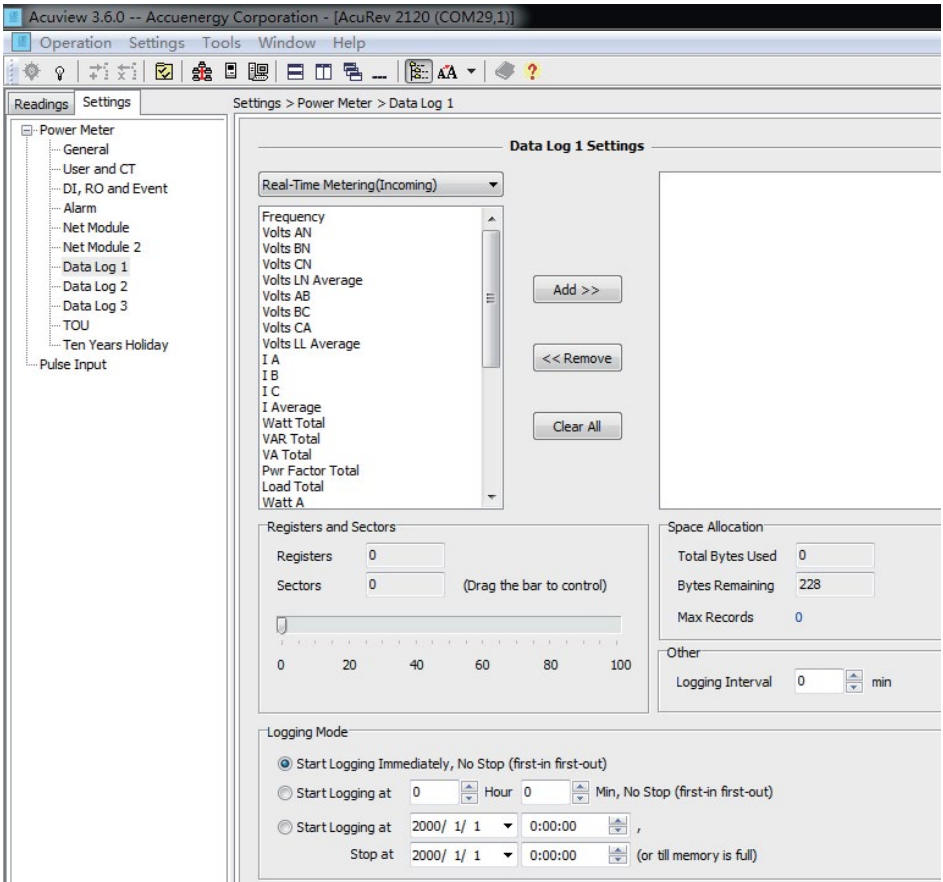 Acuview 3.6.0 -- Accuenergy Corporation - [AcuRev 2120 (COM29,1)]
Operation Settings Tools Window Help
Readings Settings
Settings > Power Meter > Data Log 1
Power Meter
General
User and CT
DI, RO and Event
Alarm
Net Module
Net Module 2
Data Log 1
Data Log 2
Data Log 3
TOU
Ten Years Holiday
Pulse Input
Data Log 1 Settings
Real-Time Metering(Incoming)
Frequency
Volts AN
Volts BN
Volts CN
Volts LN Average
Volts AB
Volts BC
Volts CA
Volts LL Average
I A
I B
I C
I Average
Watt Total
VAR Total
VA Total
Pwr Factor Total
Load Total
Watt A
Add >>
<< Remove
Clear All
Registers and Sectors
Registers 0
Sectors 0 (Drag the bar to control)
0 20 40 60 80 100
Space Allocation
Total Bytes Used 0
Bytes Remaining 228
Max Records 0
Other
Logging Interval 0 min
Logging Mode
Start Logging Immediately, No Stop (first-in first-out)
Start Logging at 0 Hour 0 Min, No Stop (first-in first-out)
Start Logging at 2000/ 1/ 1 0:00:00 ,
Stop at 2000/ 1/ 1 0:00:00 (or till memory is full)